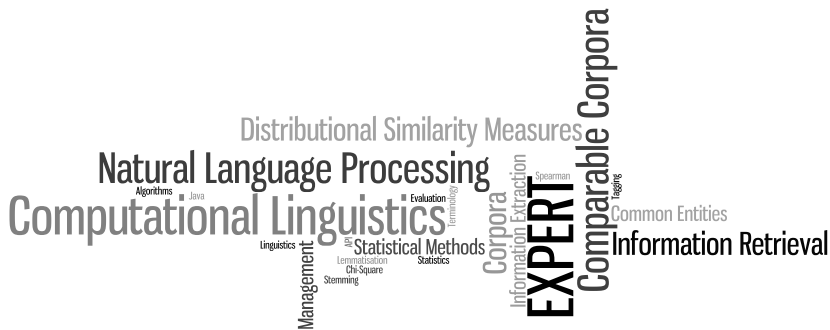 Comparable Corpora
Distributional Similarity Measures
Natural Language Processing
Spearman
Tagging
Algorithms
Java
Evaluation
Terminology
Information Extraction
EXPERT
Corpora
Computational Linguistics
Common Entities
Linguistics
API
Statistical Methods
Information Retrieval
Management
Lemmatisation
Statistics
Chi-Square
Stemming